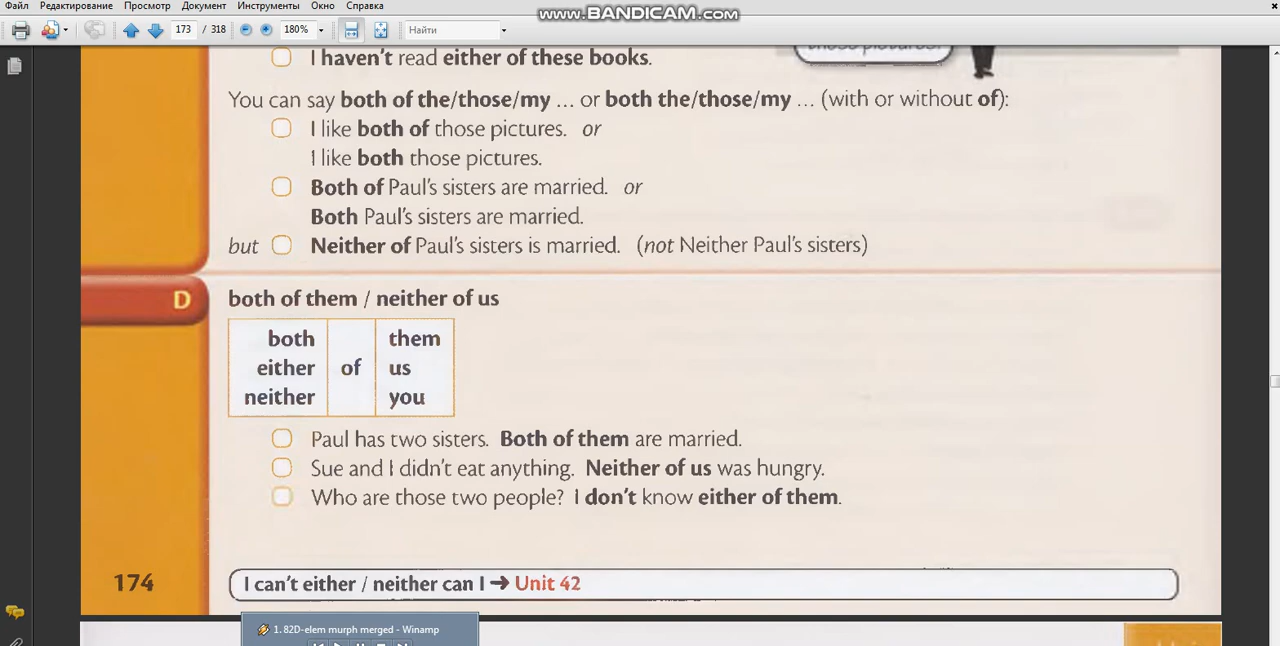 Файл Редактирование Просмотр Документ Инструменты Окно Справка
www.BANDICAM.com
173 / 318 180% Найти
those pictures.
I haven't read either of these books.
You can say both of the/those/my ... or both the/those/my ... (with or without of):
I like both of those pictures. or
I like both those pictures.
Both of Paul's sisters are married. or
Both Paul's sisters are married.
but Neither of Paul's sisters is married. (not Neither Paul's sisters)
D both of them / neither of us
both them
either of us
neither you
Paul has two sisters. Both of them are married.
Sue and I didn't eat anything. Neither of us was hungry.
Who are those two people? I don't know either of them.
174 I can't either / neither can I → Unit 42
1. 82D-elem murph merged - Winamp